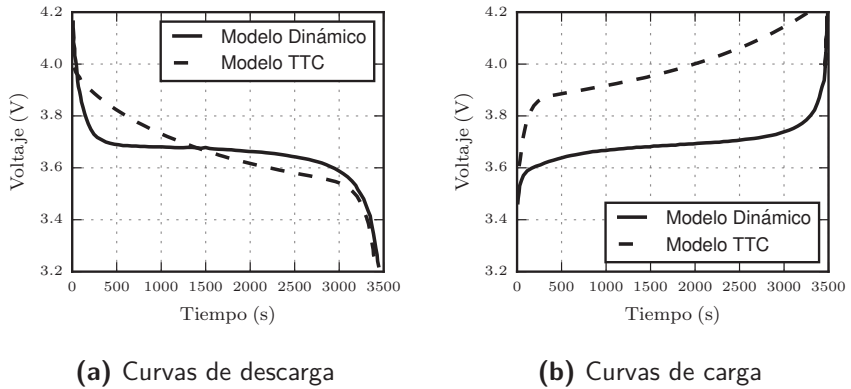 4.2
4.0
3.8
3.6
3.4
3.2
Voltaje (V)
Modelo Dinámico
Modelo TTC
0 500 1000 1500 2000 2500 3000 3500
Tiempo (s)
(a) Curvas de descarga
4.2
4.0
3.8
3.6
3.4
3.2
Voltaje (V)
Modelo Dinámico
Modelo TTC
0 500 1000 1500 2000 2500 3000 3500
Tiempo (s)
(b) Curvas de carga